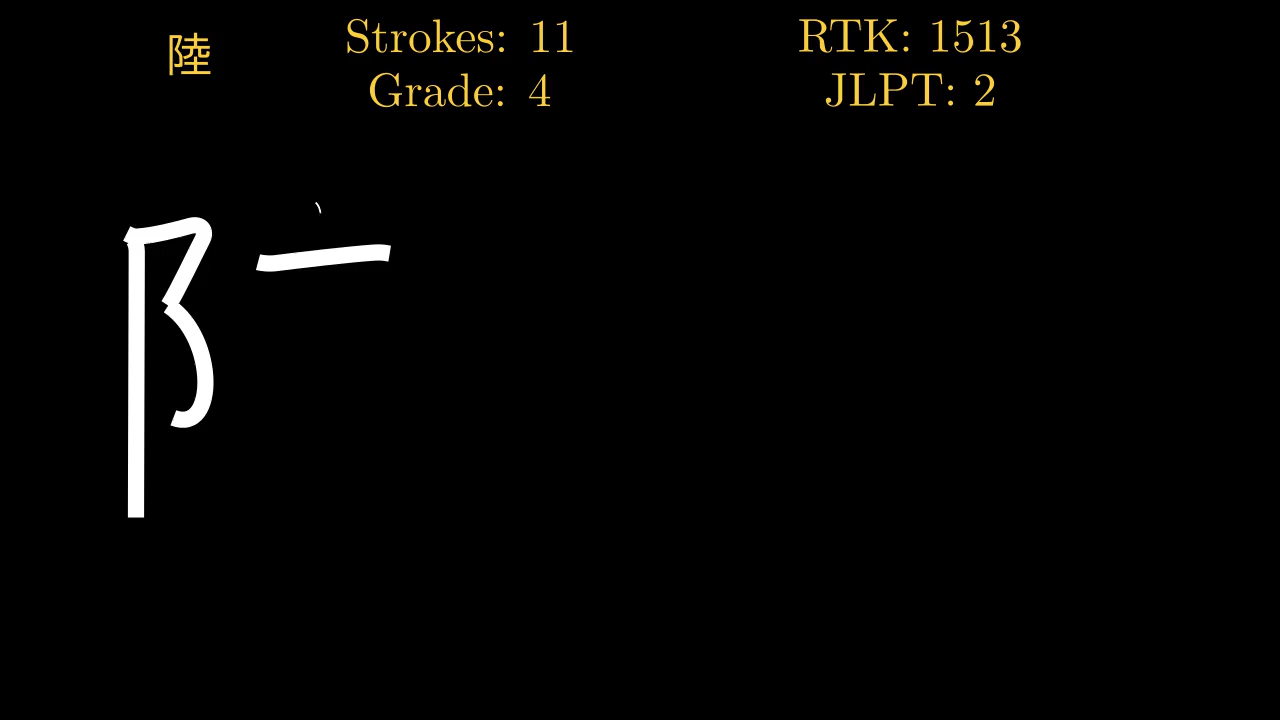 陸
Strokes: 11
Grade: 4
RTK: 1513
JLPT: 2